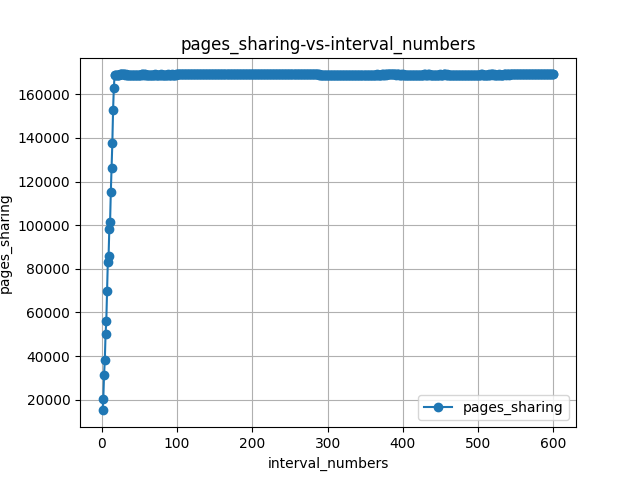 pages_sharing-vs-interval_numbers
160000
140000
120000
100000
80000
60000
40000
20000
pages_sharing
pages_sharing
0 100 200 300 400 500 600
interval_numbers